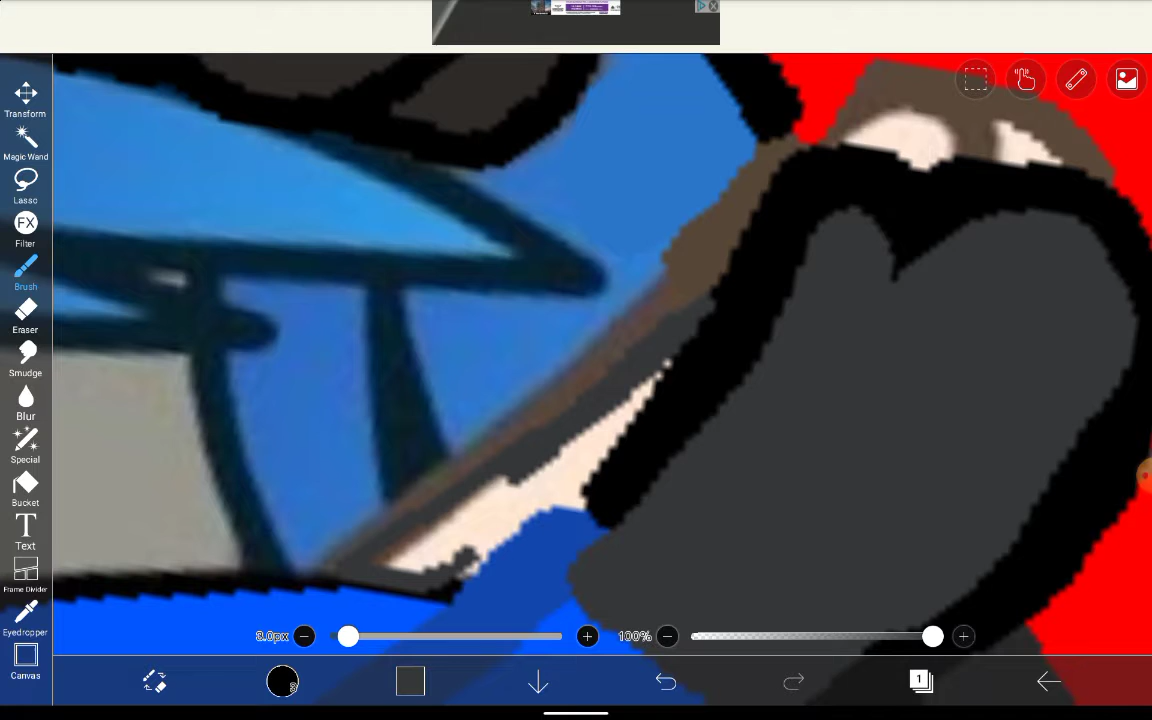 Transform
Magic Wand
Lasso
FX
Filter
Brush
Eraser
Smudge
Blur
Special
Bucket
T
Text
Frame Divider
Eyedropper
Canvas
3.0px
100%
1